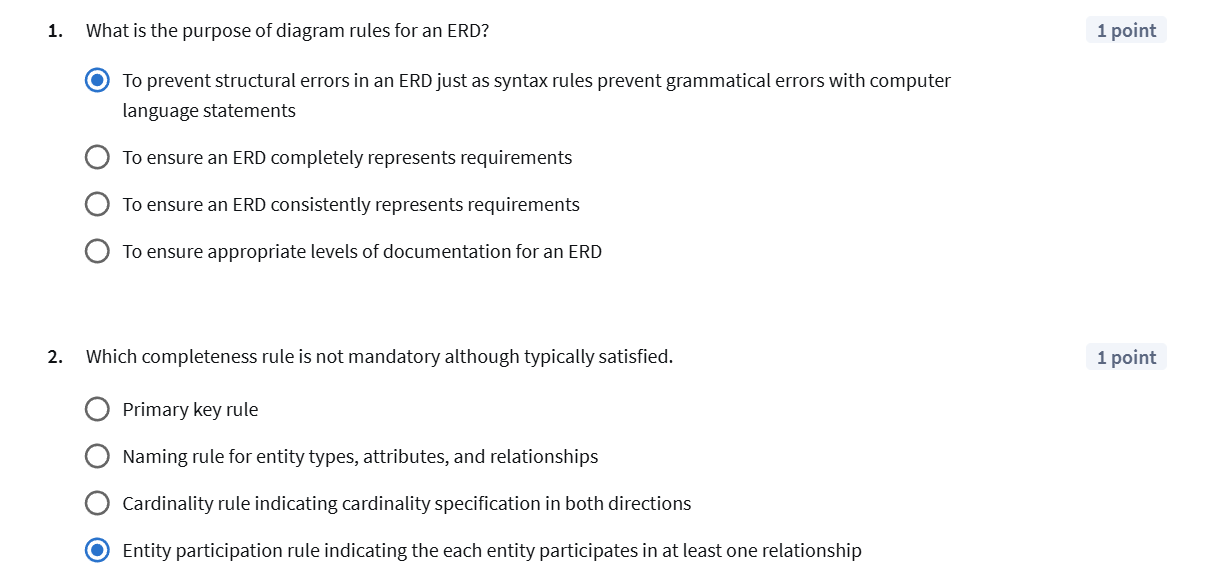 1. What is the purpose of diagram rules for an ERD? 1 point
To prevent structural errors in an ERD just as syntax rules prevent grammatical errors with computer
language statements
To ensure an ERD completely represents requirements
To ensure an ERD consistently represents requirements
To ensure appropriate levels of documentation for an ERD
2. Which completeness rule is not mandatory although typically satisfied. 1 point
Primary key rule
Naming rule for entity types, attributes, and relationships
Cardinality rule indicating cardinality specification in both directions
Entity participation rule indicating the each entity participates in at least one relationship